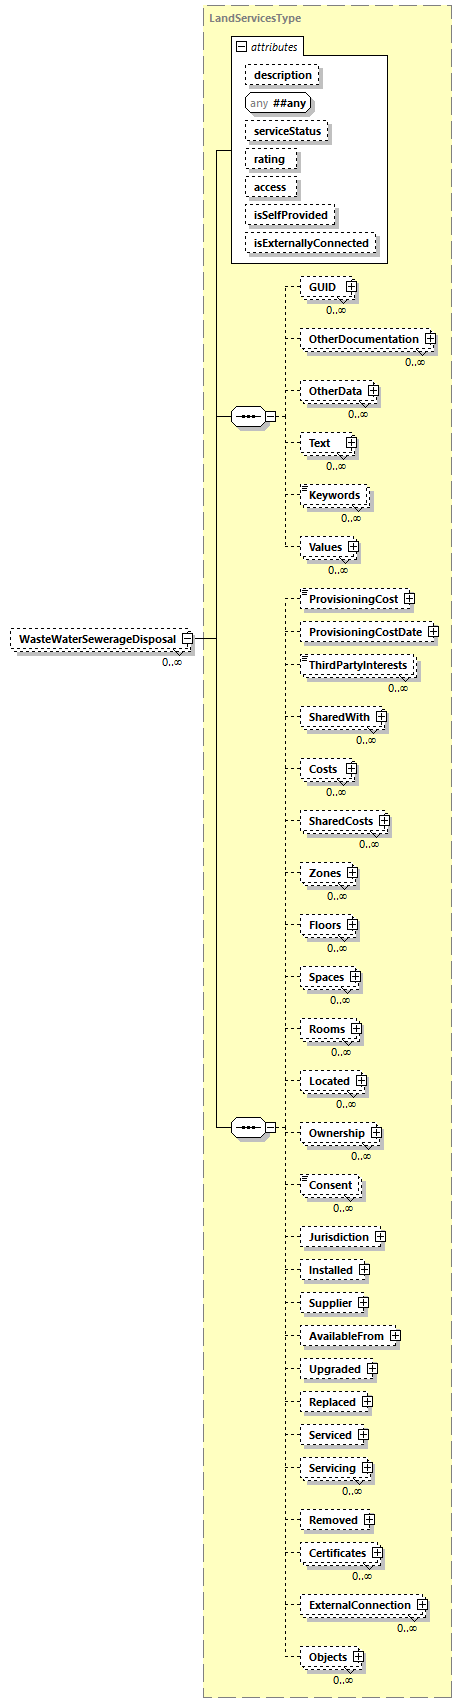 LandServicesType
attributes
description
any ##any
serviceStatus
rating
access
isSelfProvided
isExternallyConnected
GUID
0..∞
OtherDocumentation
0..∞
OtherData
0..∞
Text
0..∞
Keywords
0..∞
Values
0..∞
ProvisioningCost
ProvisioningCostDate
WasteWaterSewerageDisposal
0..∞
ThirdPartyInterests
0..∞
SharedWith
0..∞
Costs
0..∞
SharedCosts
0..∞
Zones
0..∞
Floors
0..∞
Spaces
0..∞
Rooms
0..∞
Located
0..∞
Ownership
0..∞
Consent
0..∞
Jurisdiction
Installed
Supplier
AvailableFrom
Upgraded
Replaced
Serviced
Servicing
0..∞
Removed
Certificates
0..∞
ExternalConnection
0..∞
Objects
0..∞